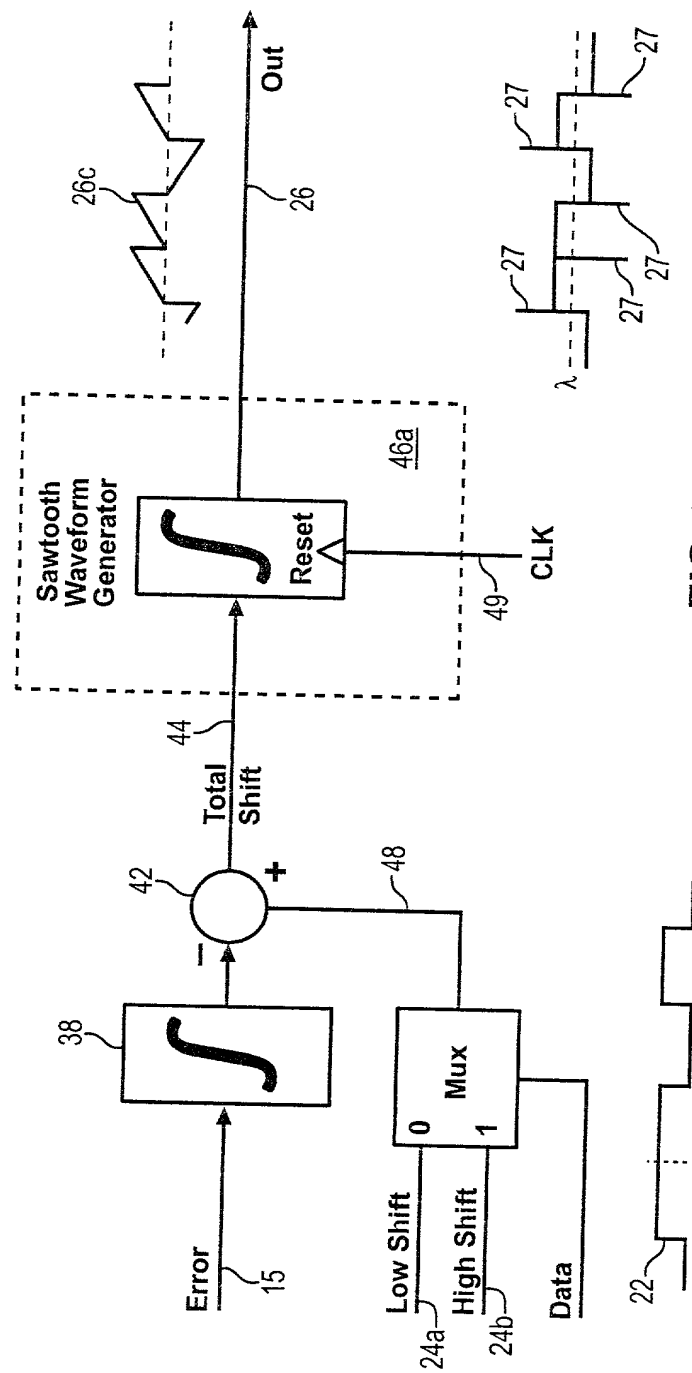 Error
15
38
42
Total
Shift
44
Sawtooth
Waveform
Generator
Reset
46a
49
CLK
26c
26
Out
Low Shift
24a
High Shift
24b
Data
0
1
Mux
48
−
+
22
λ
27
27
27
27
27